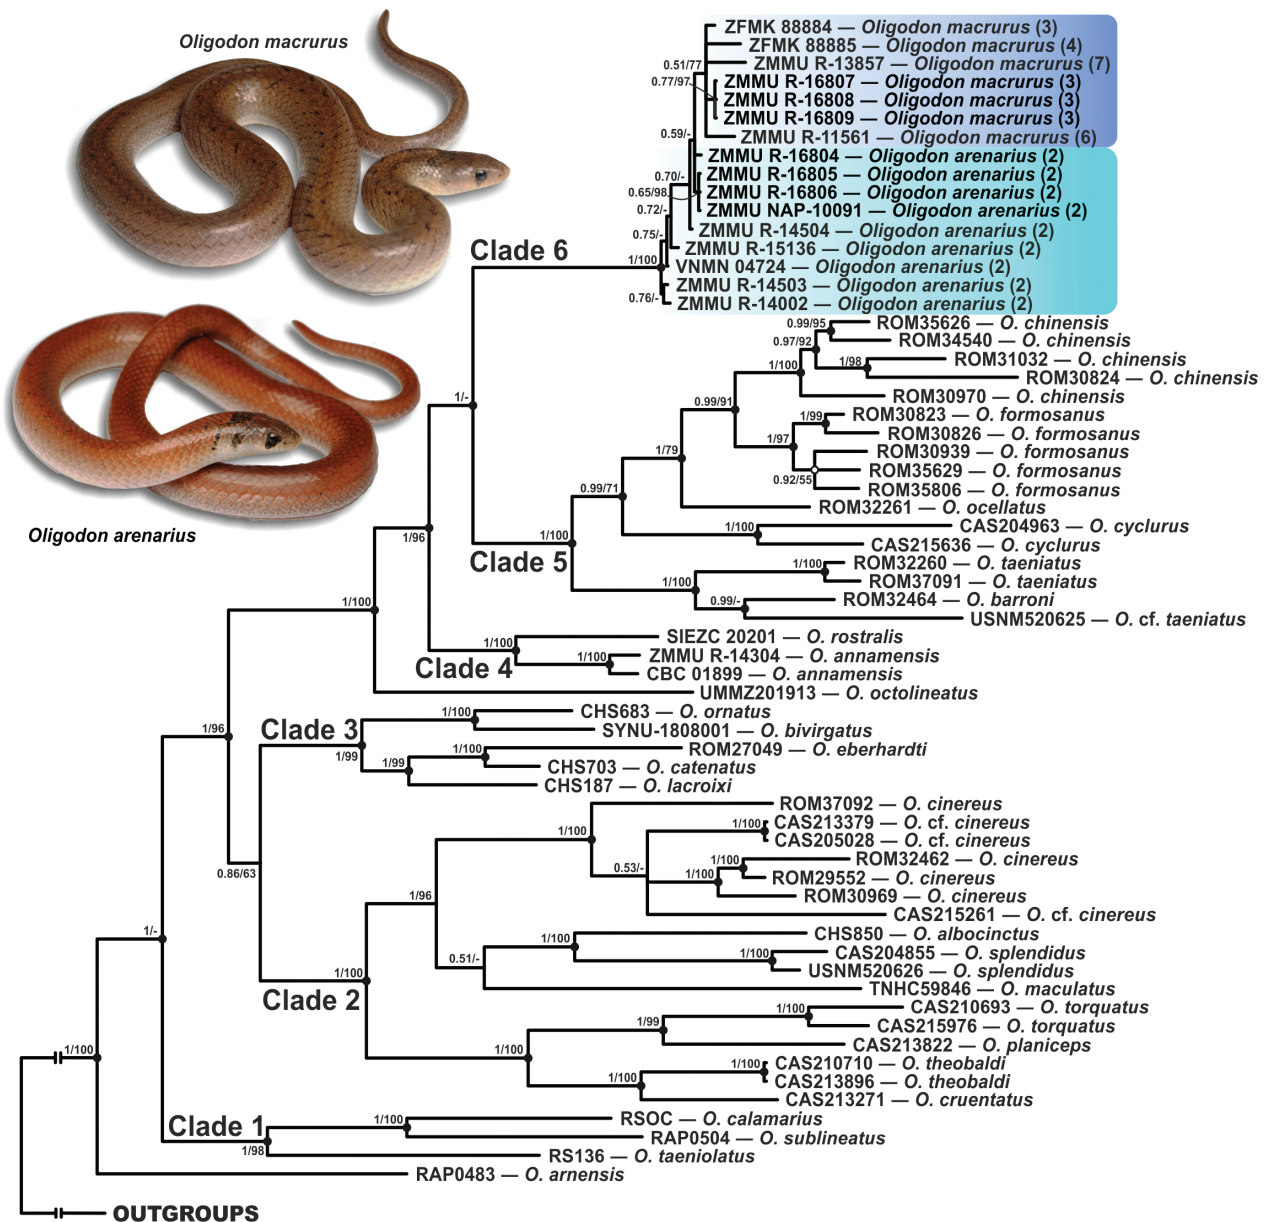 Oligodon macrurus
ZFMK 88884 — Oligodon macrurus (3)
ZFMK 88885 — Oligodon macrurus (4)
0.51/77
ZMMU R-13857 — Oligodon macrurus (7)
0.77/97
ZMMU R-16807 — Oligodon macrurus (3)
ZMMU R-16808 — Oligodon macrurus (3)
ZMMU R-16809 — Oligodon macrurus (3)
0.59/-
ZMMU R-11561 — Oligodon macrurus (6)
ZMMU R-16804 — Oligodon arenarius (2)
0.70/-
ZMMU R-16805 — Oligodon arenarius (2)
0.65/98
ZMMU R-16806 — Oligodon arenarius (2)
0.72/-
ZMMU NAP-10091 — Oligodon arenarius (2)
0.75/-
ZMMU R-14504 — Oligodon arenarius (2)
Clade 6
ZMMU R-15136 — Oligodon arenarius (2)
1/100
VNMN 04724 — Oligodon arenarius (2)
ZMMU R-14503 — Oligodon arenarius (2)
0.76/-
ZMMU R-14002 — Oligodon arenarius (2)
0.99/95
ROM35626 — O. chinensis
0.97/92
ROM34540 — O. chinensis
1/98
ROM31032 — O. chinensis
1/100
ROM30824 — O. chinensis
ROM30970 — O. chinensis
1/-
0.99/91
1/99
ROM30823 — O. formosanus
ROM30826 — O. formosanus
1/97
ROM30939 — O. formosanus
1/79
ROM35629 — O. formosanus
0.92/55
ROM35806 — O. formosanus
0.99/71
ROM32261 — O. ocellatus
Oligodon arenarius
1/96
1/100
1/100
CAS204963 — O. cyclurus
CAS215636 — O. cyclurus
Clade 5
1/100
ROM32260 — O. taeniatus
1/100
ROM37091 — O. taeniatus
1/100
0.99/-
ROM32464 — O. barroni
USNM520625 — O. cf. taeniatus
1/100
SIEZC 20201 — O. rostralis
Clade 4
1/100
ZMMU R-14304 — O. annamensis
CBC 01899 — O. annamensis
UMMZ201913 — O. octolineatus
1/100
CHS683 — O. ornatus
1/96
Clade 3
SYNU-1808001 — O. bivirgatus
1/99
1/100
ROM27049 — O. eberhardti
1/99
CHS703 — O. catenatus
CHS187 — O. lacroixi
ROM37092 — O. cinereus
1/100
1/100
CAS213379 — O. cf. cinereus
CAS205028 — O. cf. cinereus
0.86/63
0.53/-
1/100
ROM32462 — O. cinereus
1/100
ROM29552 — O. cinereus
1/96
ROM30969 — O. cinereus
CAS215261 — O. cf. cinereus
1/-
1/100
CHS850 — O. albocinctus
0.51/-
1/100
CAS204855 — O. splendidus
1/100
USNM520626 — O. splendidus
Clade 2
TNHC59846 — O. maculatus
1/100
CAS210693 — O. torquatus
1/99
CAS215976 — O. torquatus
1/100
1/100
CAS213822 — O. planiceps
1/100
CAS210710 — O. theobaldi
1/100
CAS213896 — O. theobaldi
CAS213271 — O. cruentatus
Clade 1
1/100
RSOC — O. calamarius
RAP0504 — O. sublineatus
1/98
RS136 — O. taeniolatus
RAP0483 — O. arnensis
OUTGROUPS